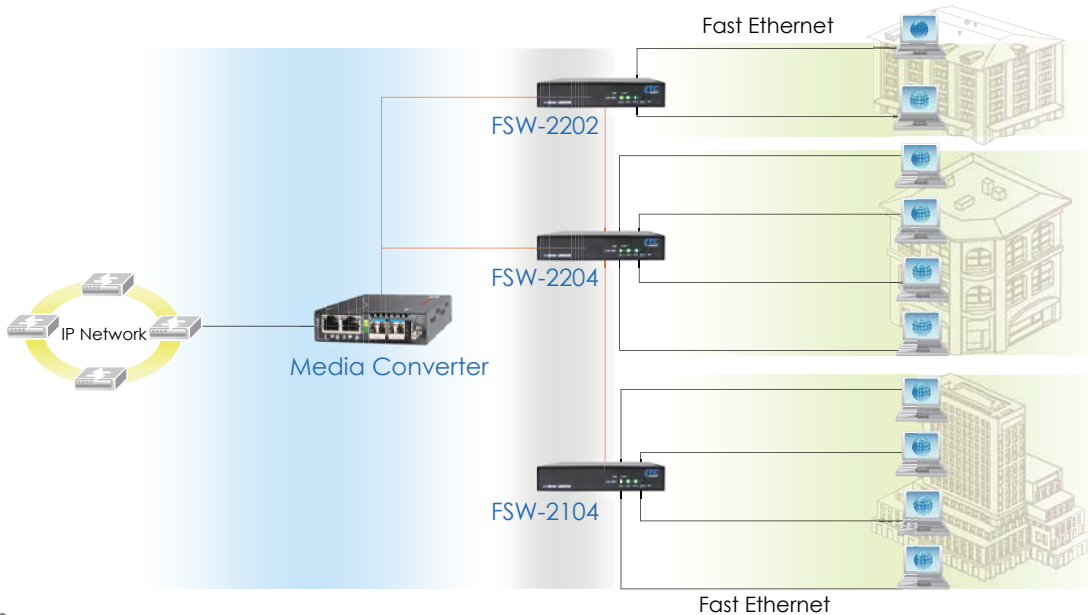 Fast Ethernet
FSW-2202
FSW-2204
IP Network
Media Converter
FSW-2104
Fast Ethernet